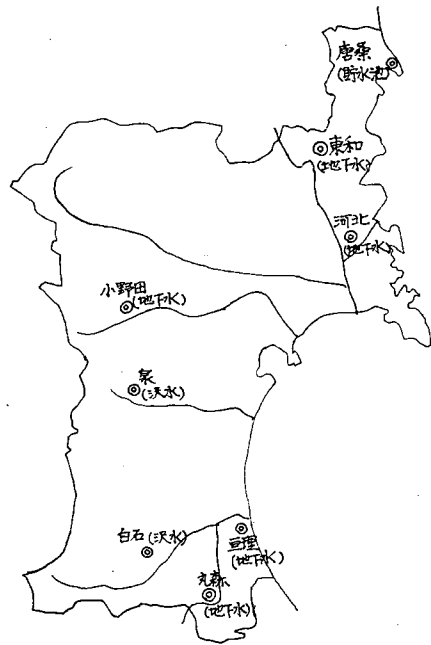 唐桑
(貯水池)
東和
(地下水)
河北
(地下水)
小野田
(地下水)
泉
(沢水)
白石(沢水)
亘理
(地下水)
丸森
(地下水)